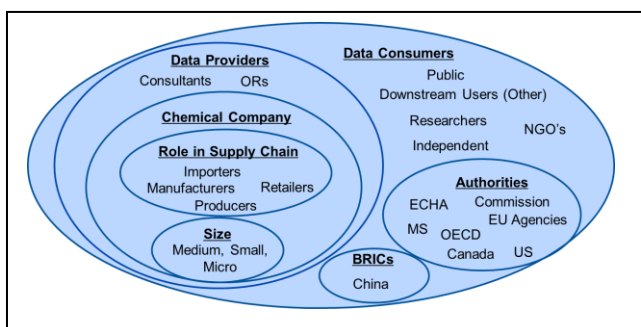 Data Providers
Consultants ORs
Chemical Company
Role in Supply Chain
Importers
Manufacturers Retailers
Producers
Size
Medium, Small,
Micro
Data Consumers
Public
Downstream Users (Other)
Researchers
NGO's
Independent
Authorities
ECHA Commission
EU Agencies
MS OECD
Canada US
BRICs
China